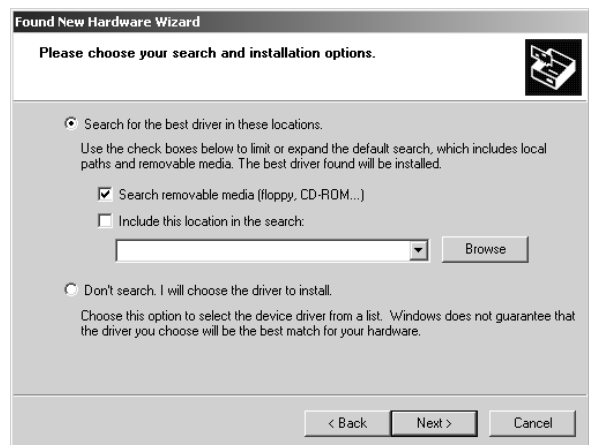 Found New Hardware Wizard
Please choose your search and installation options.
Search for the best driver in these locations.
Use the check boxes below to limit or expand the default search, which includes local
paths and removable media. The best driver found will be installed.
Search removable media (floppy, CD-ROM...)
Include this location in the search:
Browse
Don't search. I will choose the driver to install.
Choose this option to select the device driver from a list.  Windows does not guarantee that
the driver you choose will be the best match for your hardware.
< Back Next > Cancel